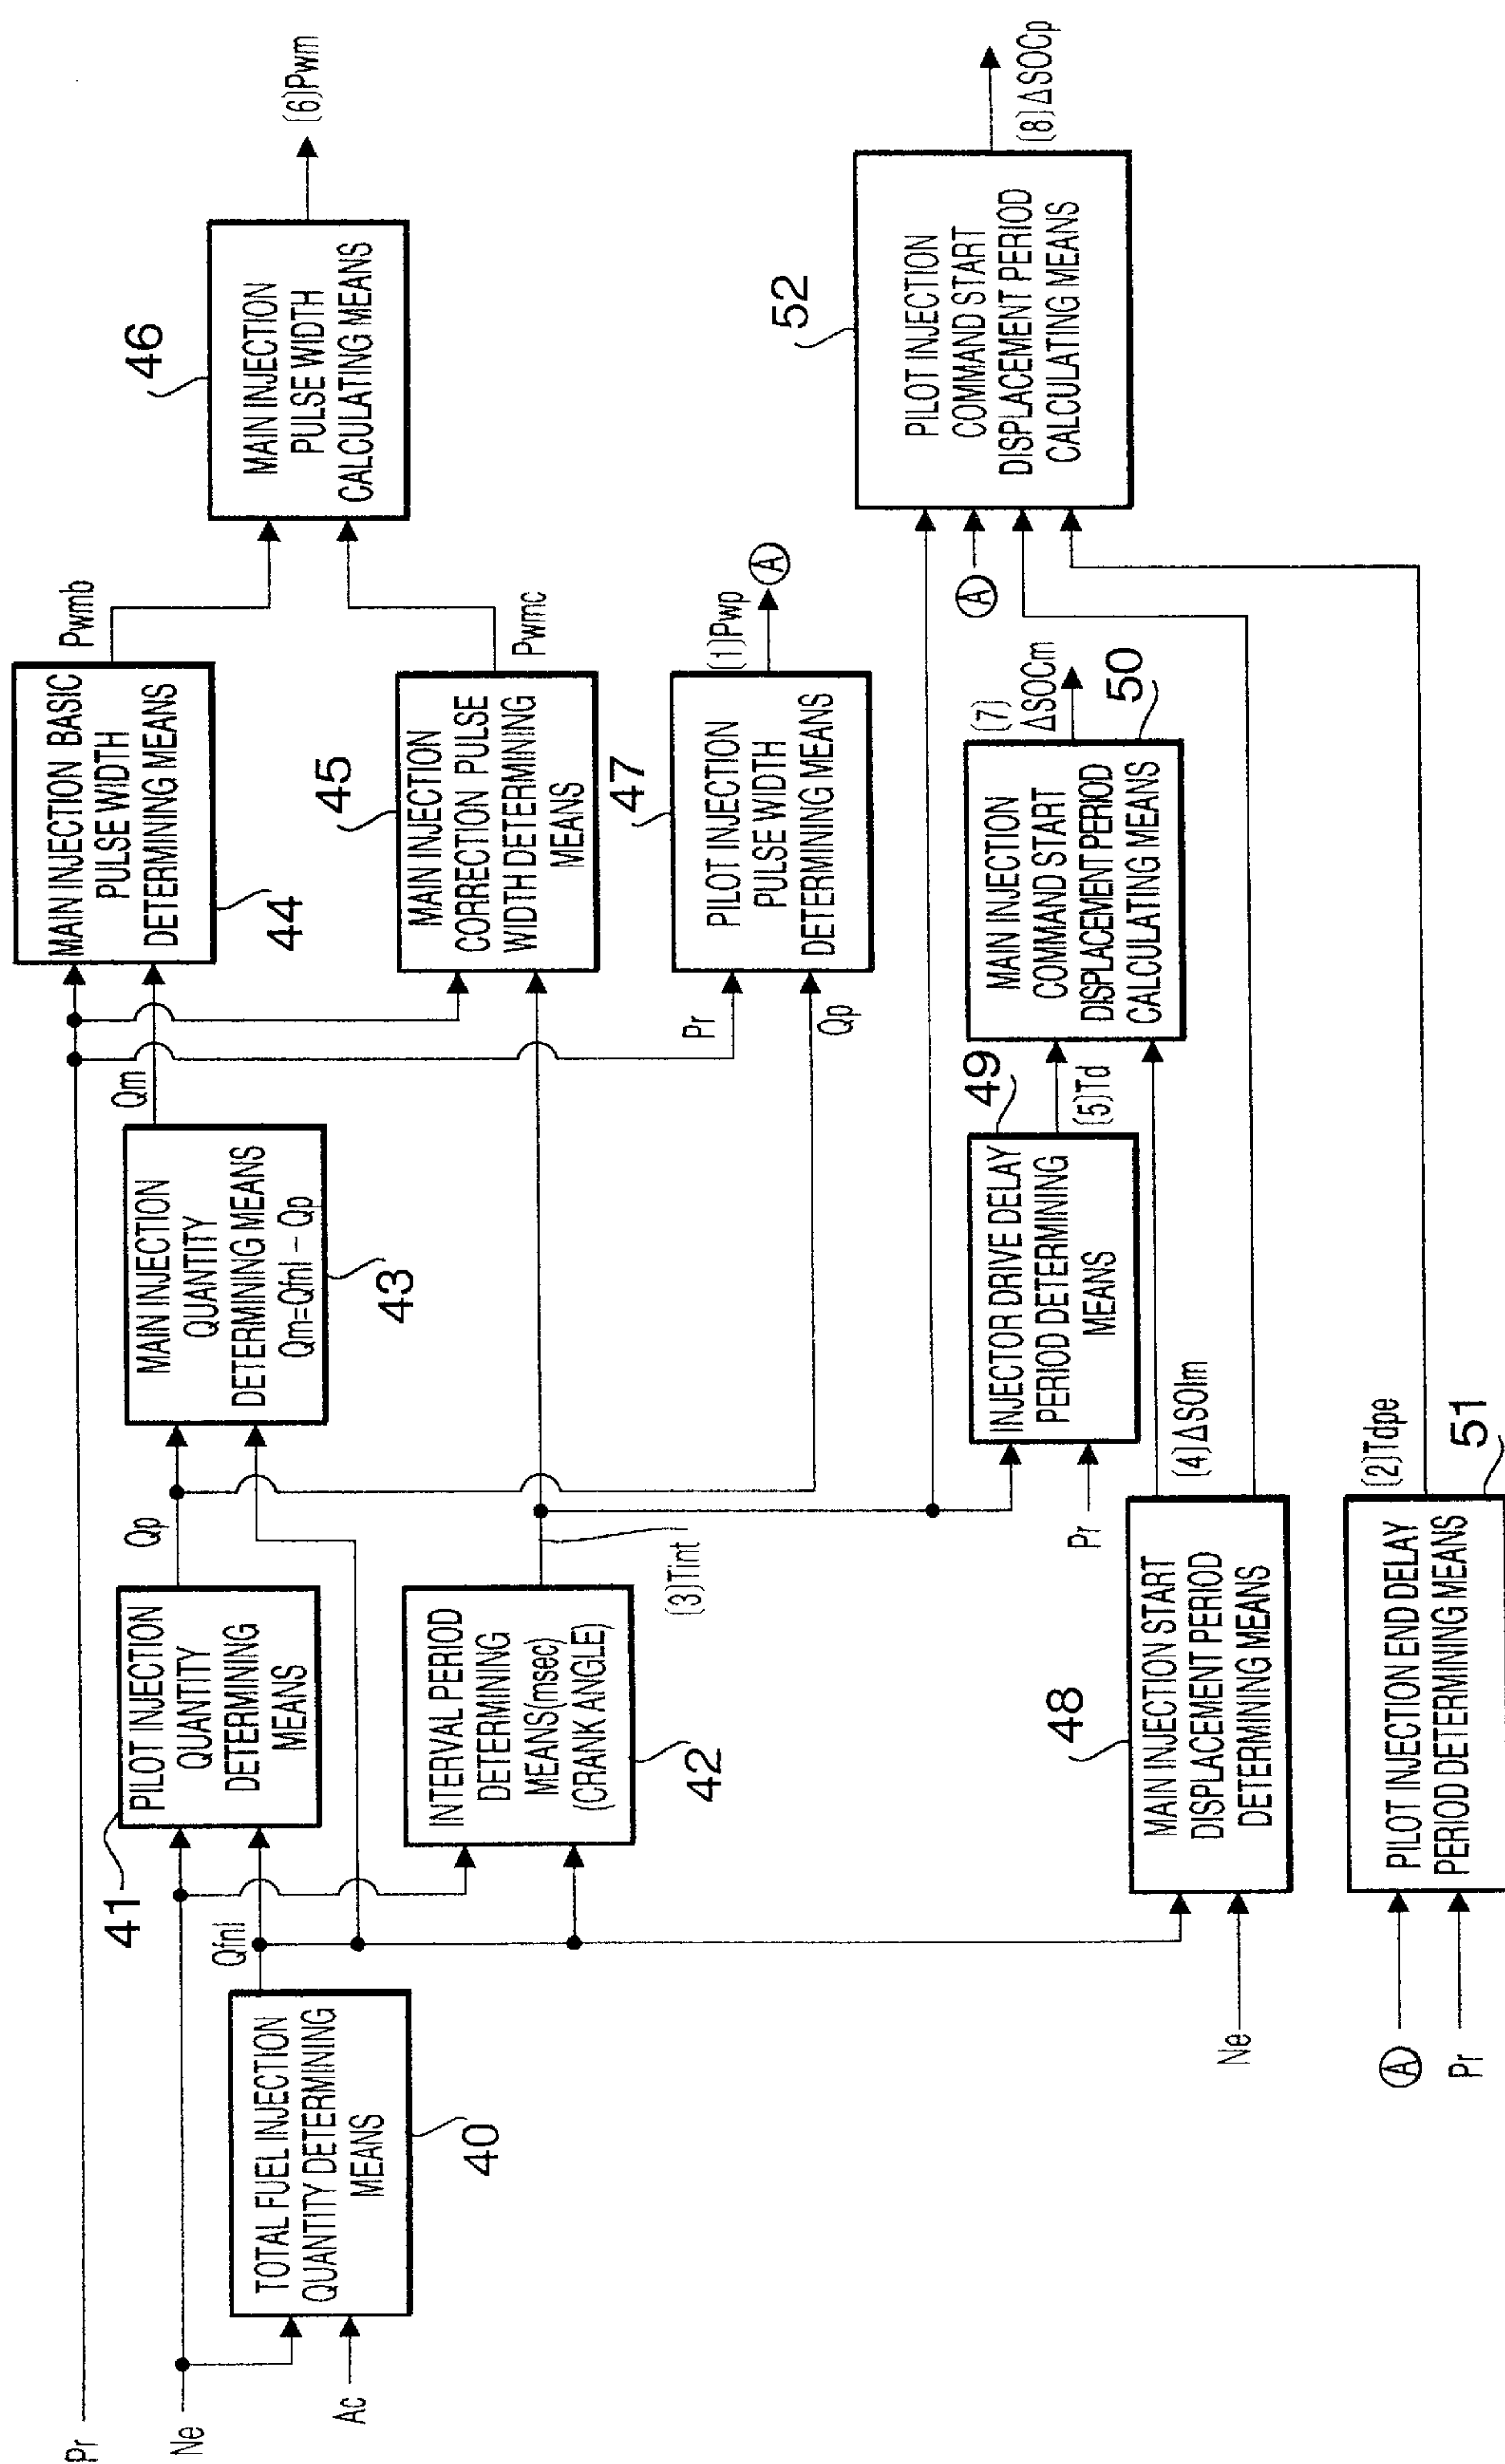 Pr
Ne
Ac
TOTAL FUEL INJECTION
QUANTITY DETERMINING
MEANS
40
Qfnl
41
PILOT INJECTION
QUANTITY
DETERMINING
MEANS
Qp
INTERVAL PERIOD
DETERMINING
MEANS(msec)
(CRANK ANGLE)
42
(3)Tint
MAIN INJECTION
QUANTITY
DETERMINING MEANS
Qm=Qfnl - Qp
43
Qm
MAIN INJECTION BASIC
PULSE WIDTH
DETERMINING MEANS
44
Pwmb
45
MAIN INJECTION
CORRECTION PULSE
WIDTH DETERMINING
MEANS
Pwmc
46
MAIN INJECTION
PULSE WIDTH
CALCULATING MEANS
(6)Pwm
Pr
Qp
47
PILOT INJECTION
PULSE WIDTH
DETERMINING MEANS
(1)Pwp
A
Ne
48
MAIN INJECTION START
DISPLACEMENT PERIOD
DETERMINING MEANS
(4)ΔSOIm
Pr
49
INJECTOR DRIVE DELAY
PERIOD DETERMINING
MEANS
(5)Td
MAIN INJECTION
COMMAND START
DISPLACEMENT PERIOD
CALCULATING MEANS
50
(7)
ΔSOCm
A
Pr
PILOT INJECTION END DELAY
PERIOD DETERMINING MEANS
51
(2)Tdpe
A
52
PILOT INJECTION
COMMAND START
DISPLACEMENT PERIOD
CALCULATING MEANS
(8)ΔSOCp